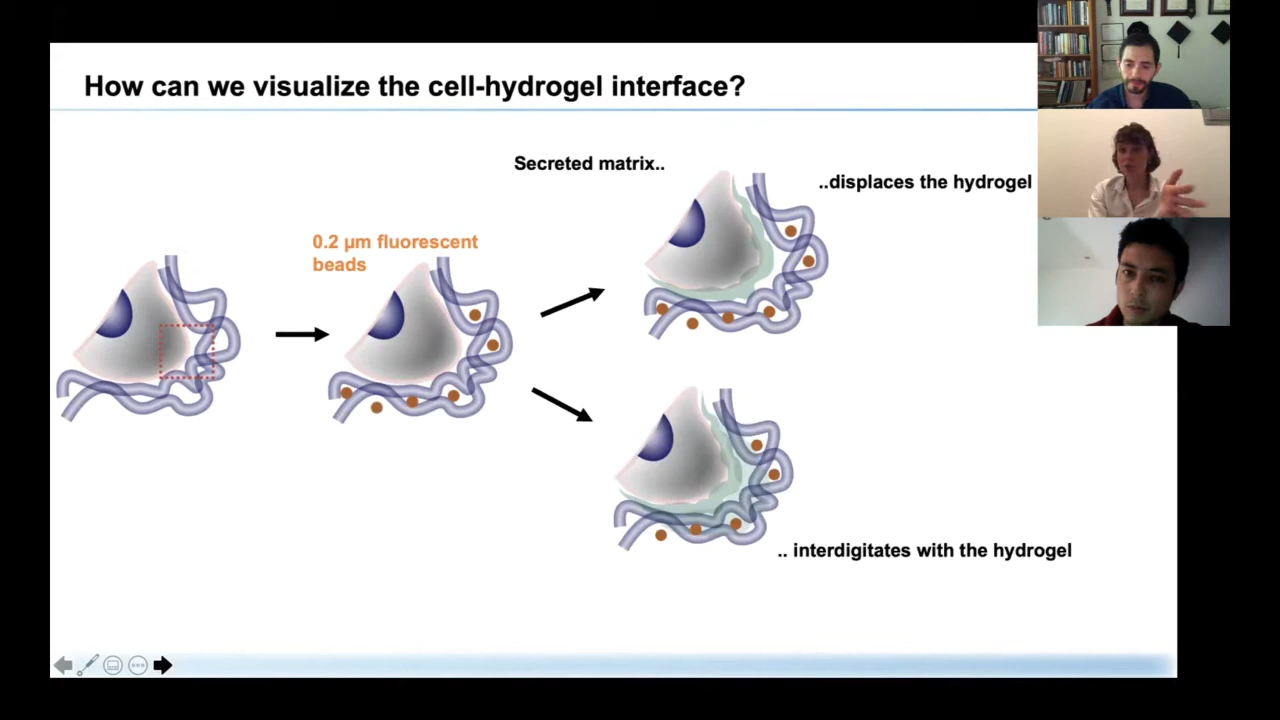 How can we visualize the cell-hydrogel interface?
Secreted matrix..
..displaces the hydrogel
0.2 µm fluorescent
beads
.. interdigitates with the hydrogel